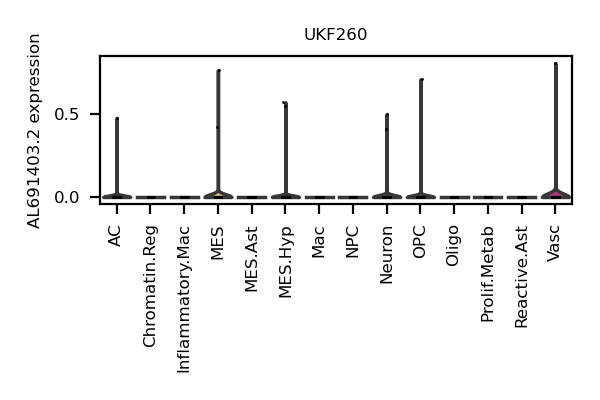 UKF260
AL691403.2 expression
0.5
0.0
AC
Chromatin.Reg
Inflammatory.Mac
MES
MES.Ast
MES.Hyp
Mac
NPC
Neuron
OPC
Oligo
Prolif.Metab
Reactive.Ast
Vasc